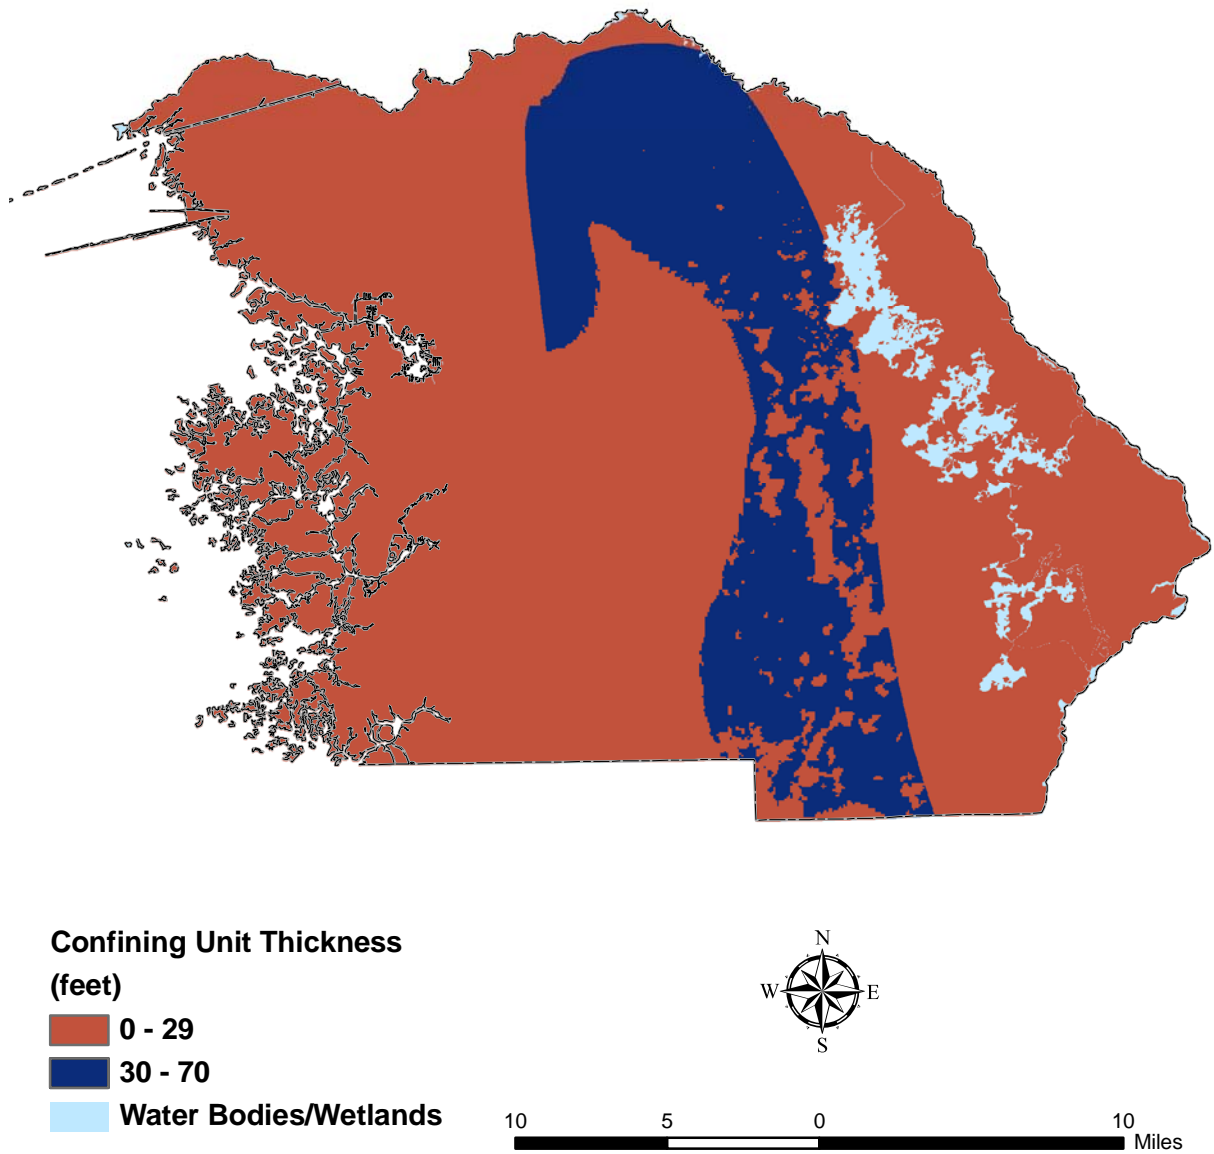 Confining Unit Thickness
(feet)
0 - 29
30 - 70
Water Bodies/Wetlands
N
W E
S
10 5 0 10
Miles